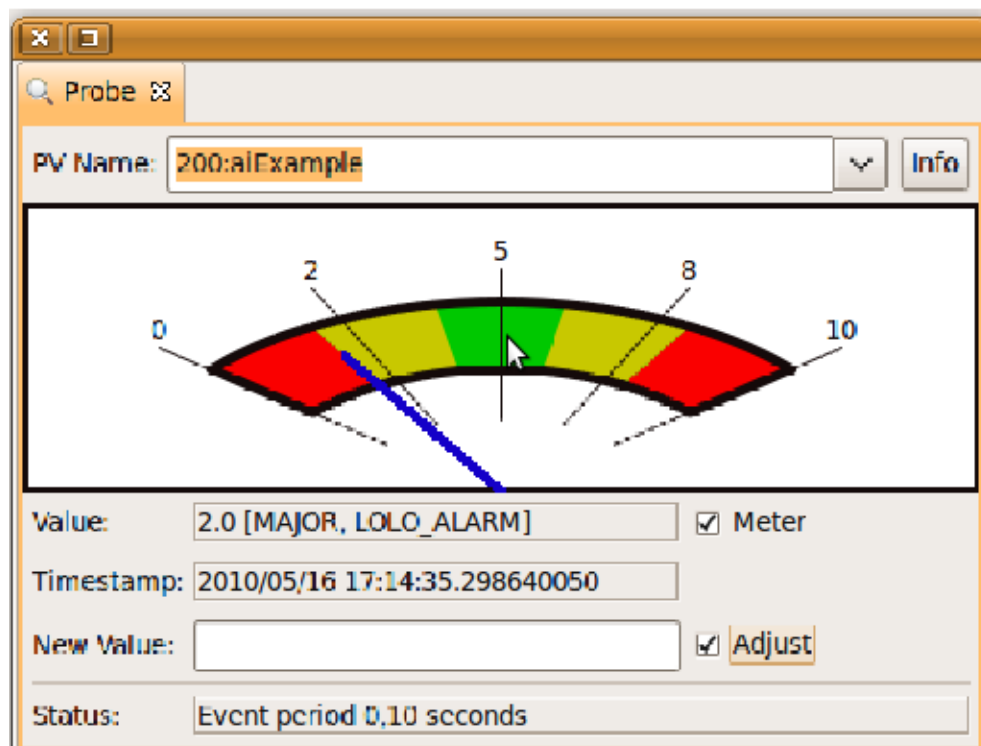 Probe
PV Name: 200:aiExample Info
5
2 8
0 10
Value: 2.0 [MAJOR, LOLO_ALARM] Meter
Timestamp: 2010/05/16 17:14:35.298640050
New Value: Adjust
Status: Event period 0,10 seconds